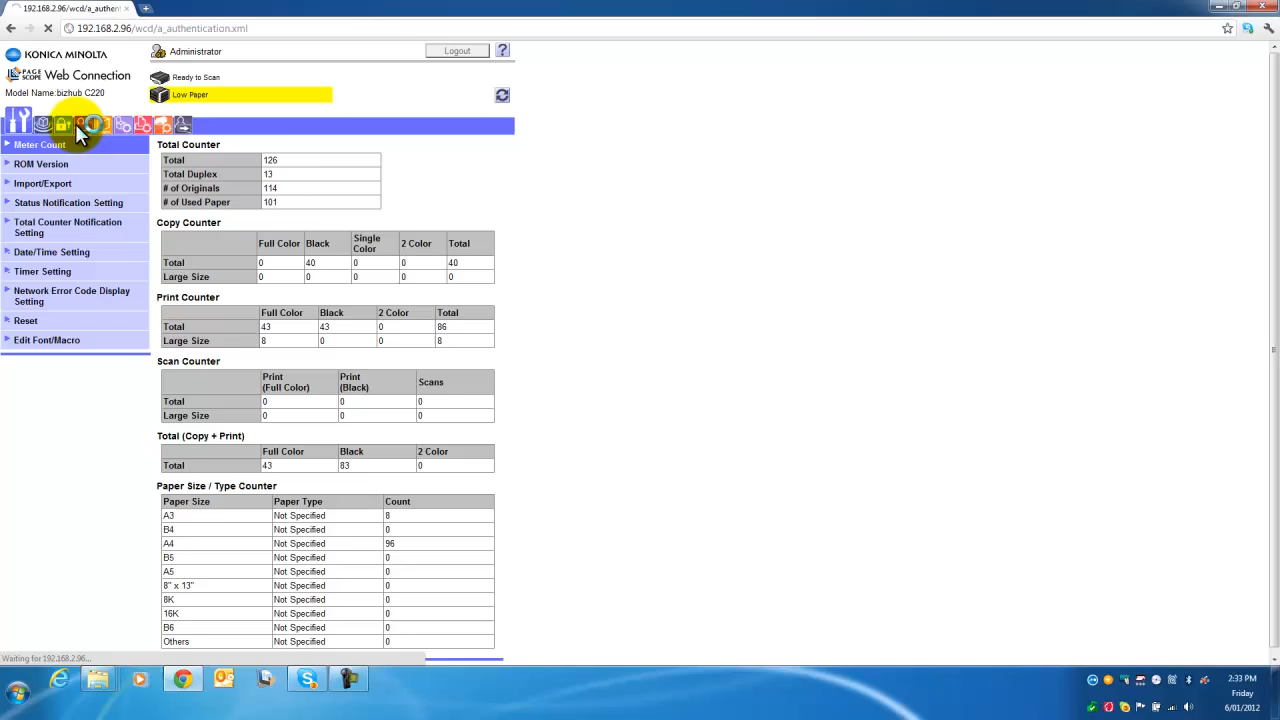 192.168.2.96/wcd/a_authent
192.168.2.96/wcd/a_authentication.xml
KONICA MINOLTA
PAGE SCOPE Web Connection
Model Name:bizhub C220
Administrator
Logout
?
Ready to Scan
Low Paper
Meter Count
ROM Version
Import/Export
Status Notification Setting
Total Counter Notification
Setting
Date/Time Setting
Timer Setting
Network Error Code Display
Setting
Reset
Edit Font/Macro
Total Counter
Total 126
Total Duplex 13
# of Originals 114
# of Used Paper 101
Copy Counter
Full Color Black Single Color 2 Color Total
Total 0 40 0 0 40
Large Size 0 0 0 0 0
Print Counter
Full Color Black 2 Color Total
Total 43 43 0 86
Large Size 8 0 0 8
Scan Counter
Print (Full Color) Print (Black) Scans
Total 0 0 0
Large Size 0 0 0
Total (Copy + Print)
Full Color Black 2 Color
Total 43 83 0
Paper Size / Type Counter
Paper Size Paper Type Count
A3 Not Specified 8
B4 Not Specified 0
A4 Not Specified 96
B5 Not Specified 0
A5 Not Specified 0
8" x 13" Not Specified 0
8K Not Specified 0
16K Not Specified 0
B6 Not Specified 0
Others Not Specified 0
Waiting for 192.168.2.96...
2:33 PM
Friday
6/01/2012